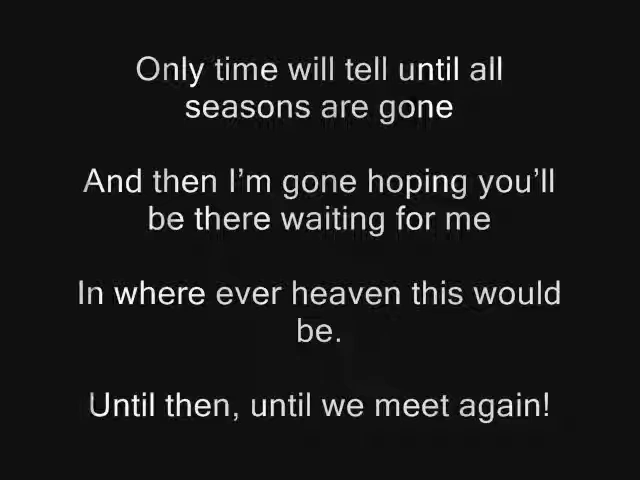 Only time will tell until all
seasons are gone
And then I’m gone hoping you’ll
be there waiting for me
In where ever heaven this would
be.
Until then, until we meet again!